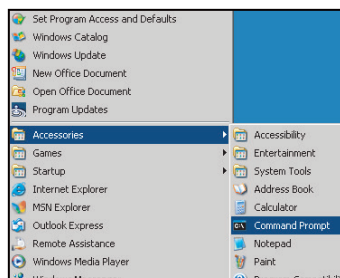 Set Program Access and Defaults
Windows Catalog
Windows Update
New Office Document
Open Office Document
Program Updates
Accessories
Games
Startup
Internet Explorer
MSN Explorer
Outlook Express
Remote Assistance
Windows Media Player
Accessibility
Entertainment
System Tools
Address Book
Calculator
Command Prompt
Notepad
Paint